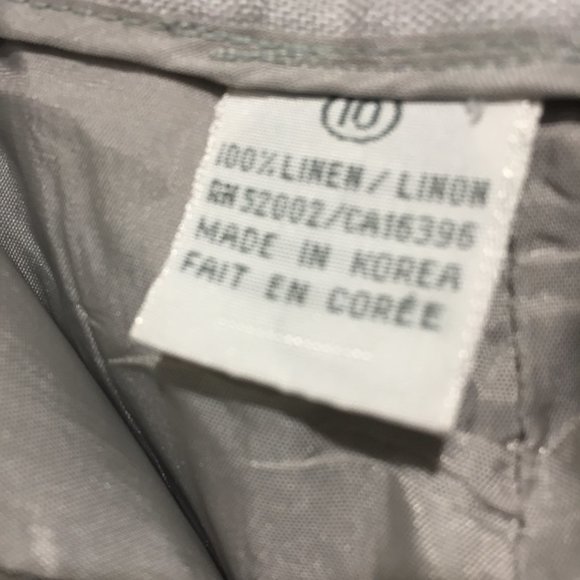 10
100% LINEN / LINON
RN 52002/CA16396
MADE IN KOREA
FAIT EN CORÉE